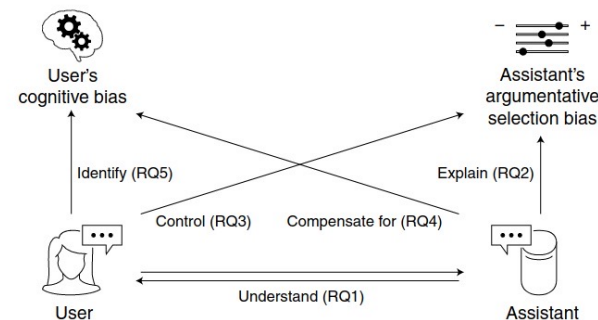 − +
User's
cognitive bias
Assistant's
argumentative
selection bias
Identify (RQ5)
Explain (RQ2)
Control (RQ3)
Compensate for (RQ4)
Understand (RQ1)
User
Assistant